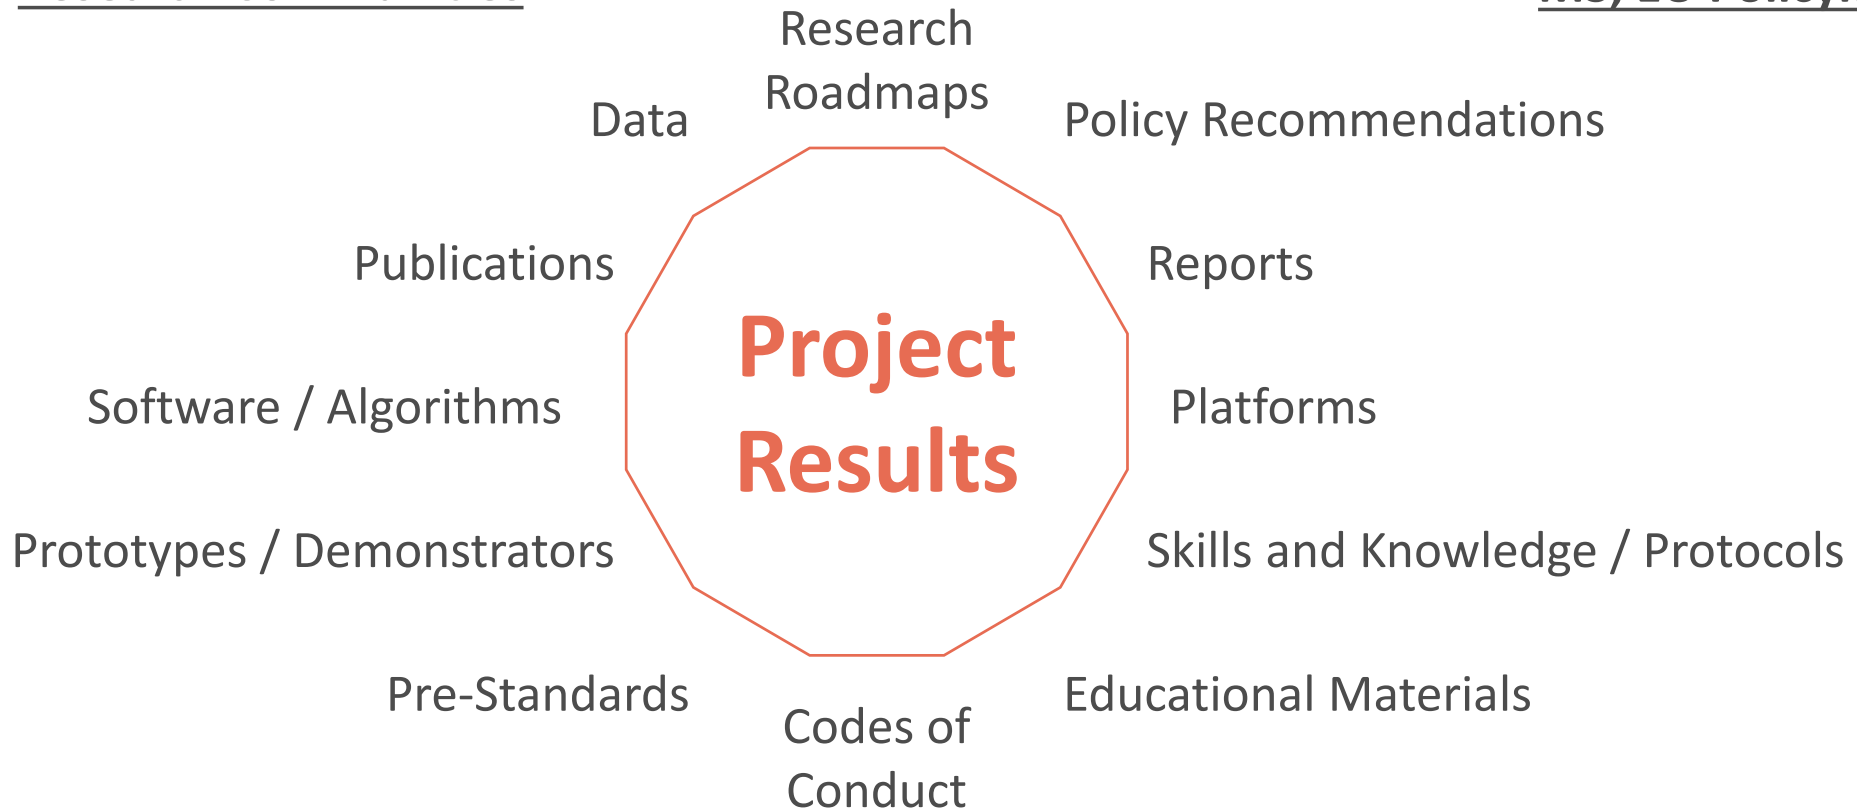 Research
Roadmaps
Data
Policy Recommendations
Publications
Reports
Project
Results
Software / Algorithms
Platforms
Prototypes / Demonstrators
Skills and Knowledge / Protocols
Pre-Standards
Educational Materials
Codes of
Conduct